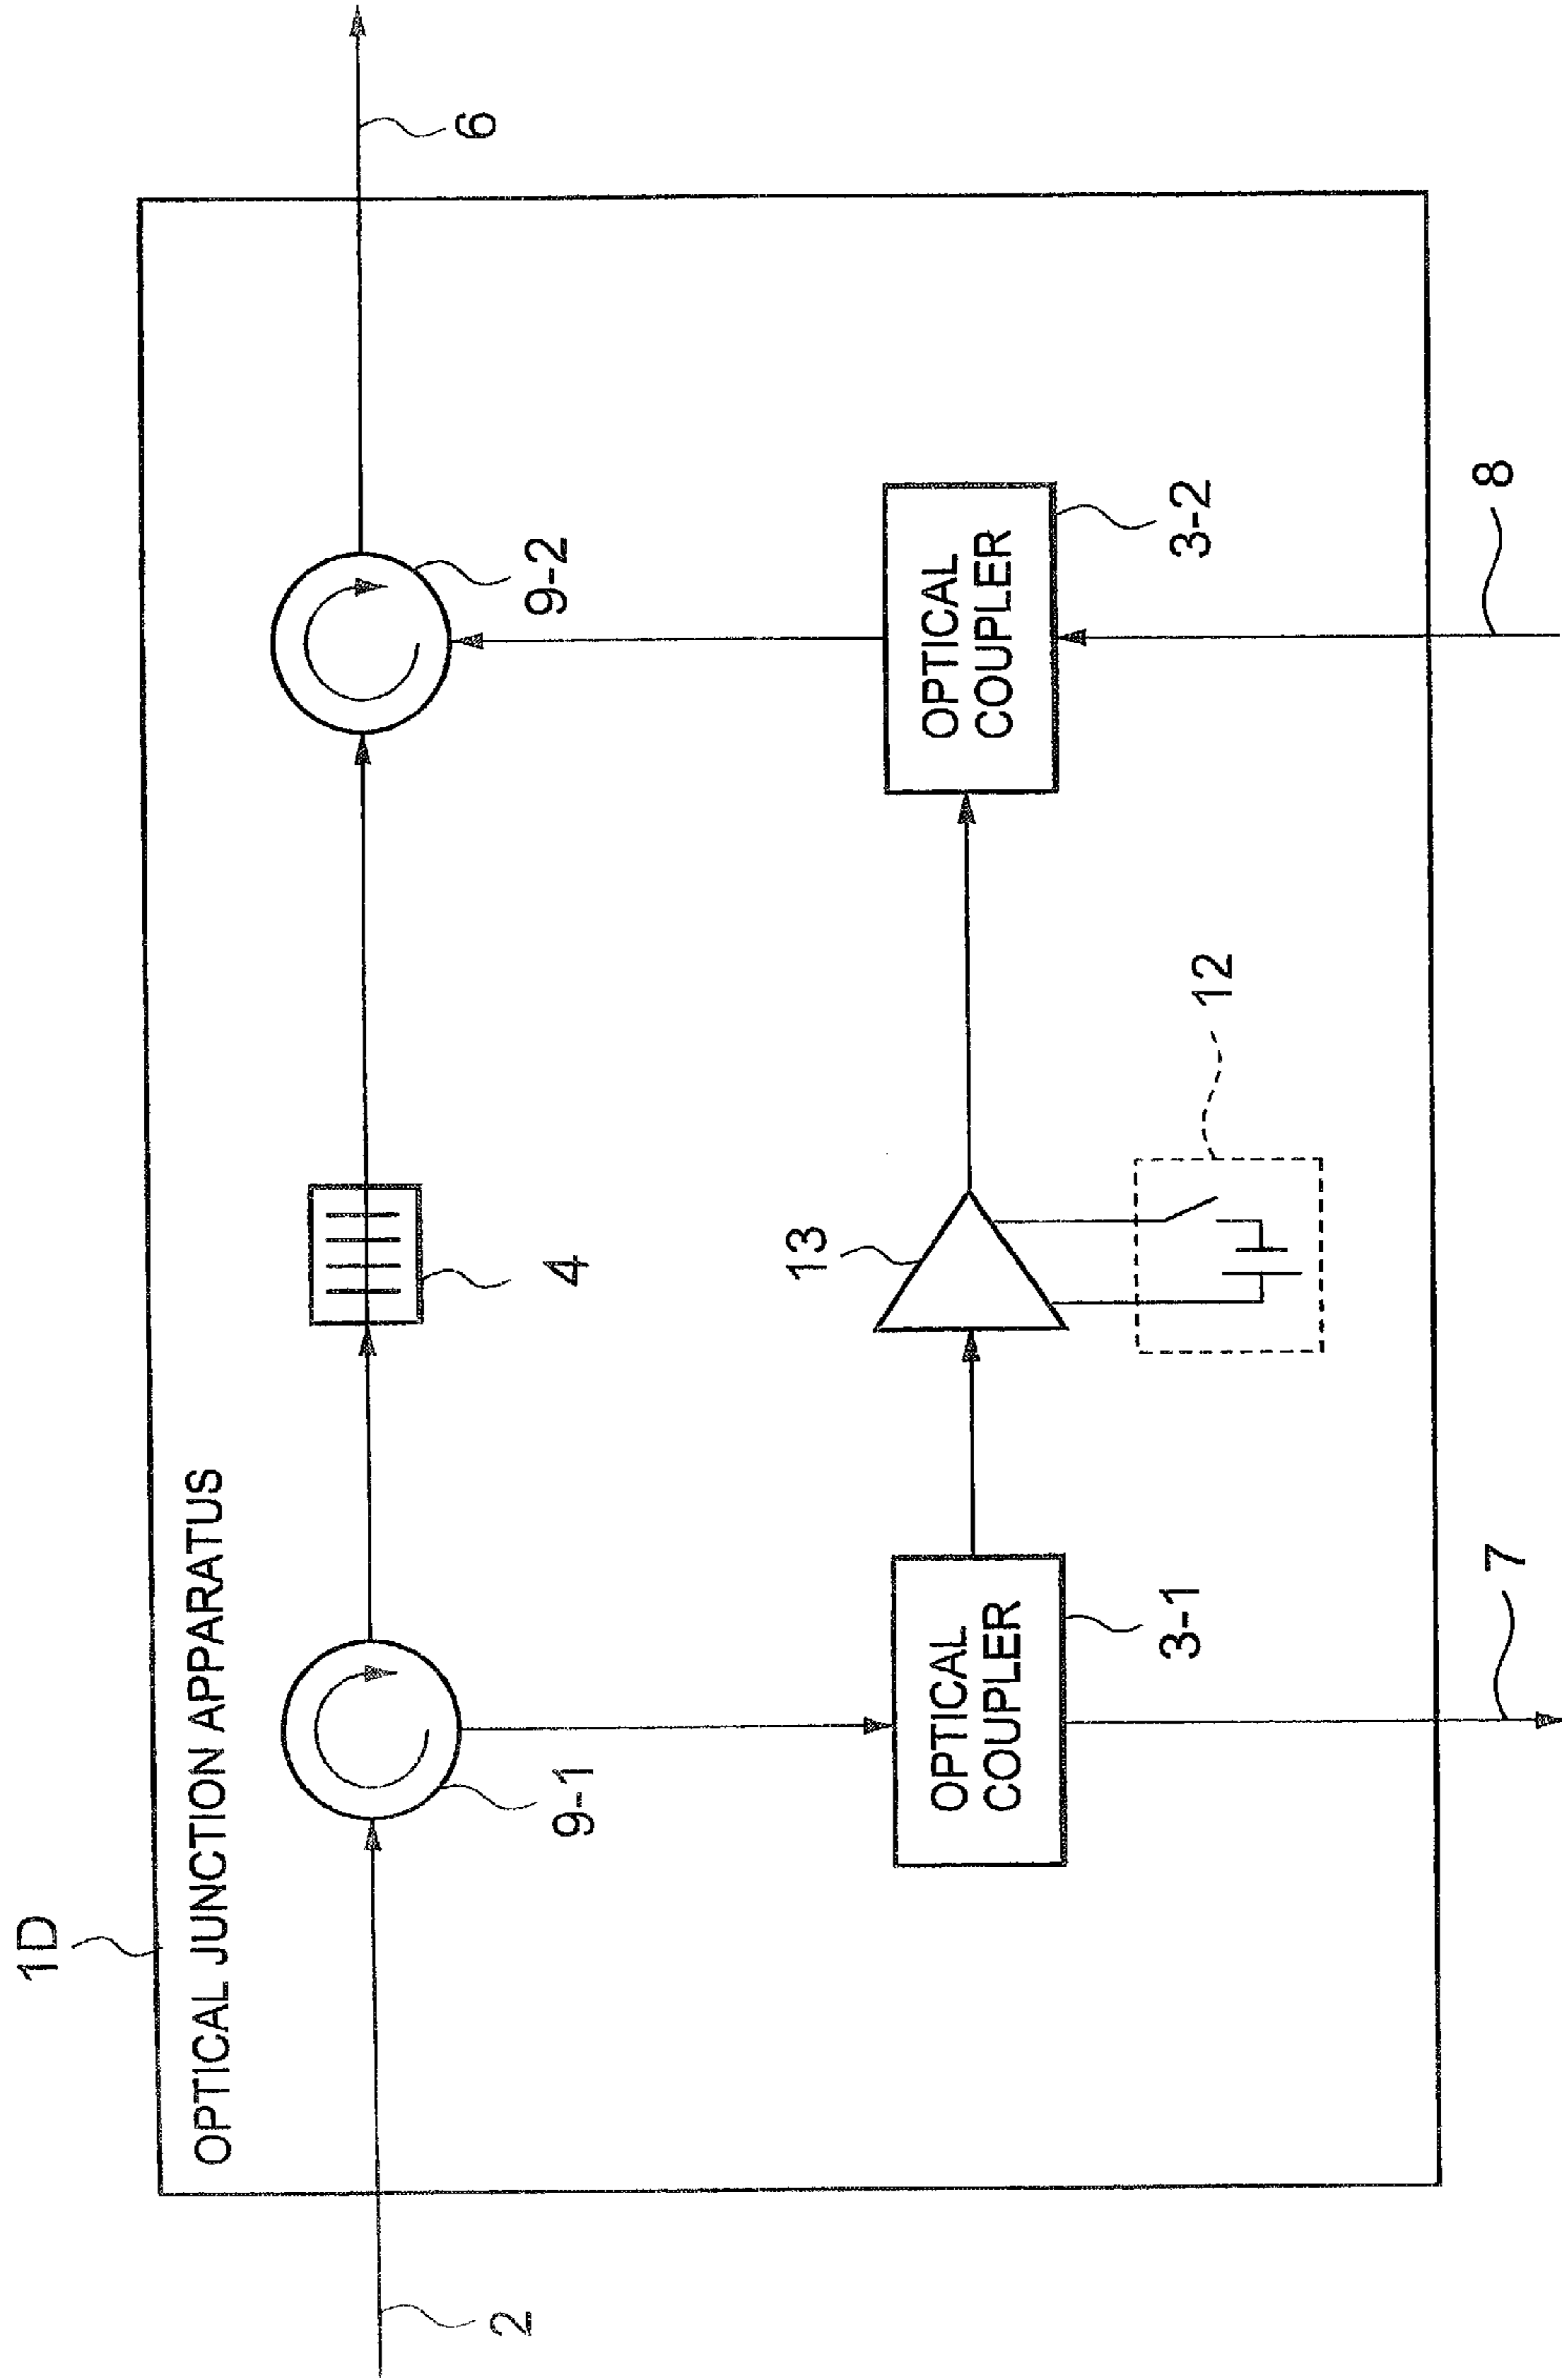 1D
OPTICAL JUNCTION APPARATUS
2
9-1
4
9-2
6
OPTICAL
COUPLER
3-1
13
12
OPTICAL
COUPLER
3-2
7
8